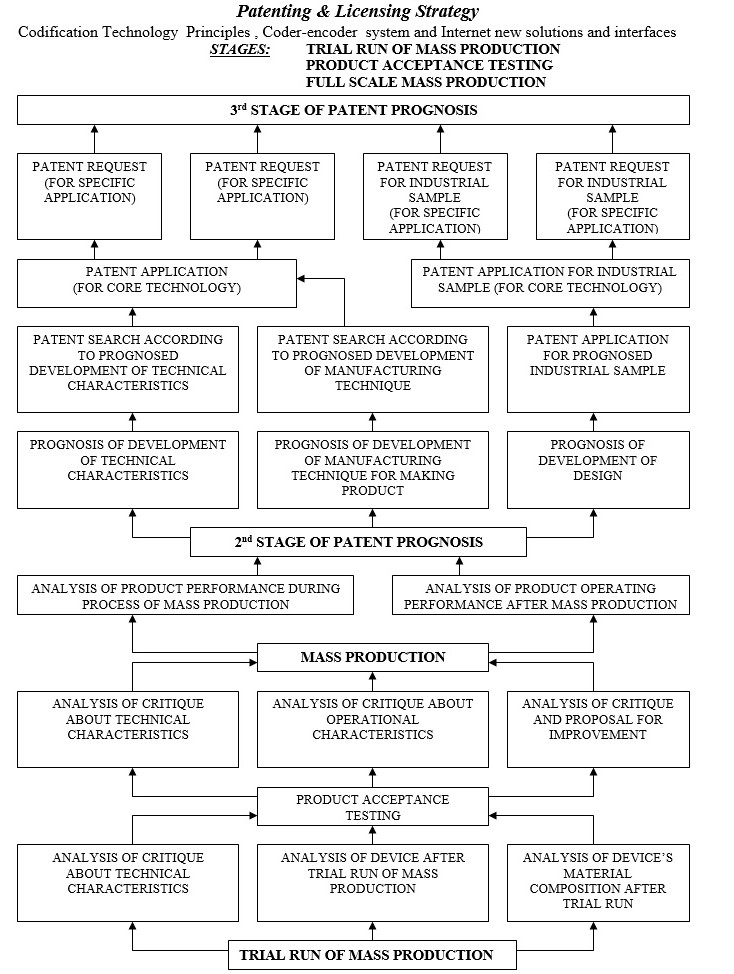 Patenting & Licensing Strategy
Codification Technology Principles , Coder-encoder system and Internet new solutions and interfaces
STAGES: TRIAL RUN OF MASS PRODUCTION
PRODUCT ACCEPTANCE TESTING
FULL SCALE MASS PRODUCTION
3rd STAGE OF PATENT PROGNOSIS
PATENT REQUEST
(FOR SPECIFIC
APPLICATION)
PATENT REQUEST
(FOR SPECIFIC
APPLICATION)
PATENT REQUEST
FOR INDUSTRIAL
SAMPLE
(FOR SPECIFIC
APPLICATION)
PATENT REQUEST
FOR INDUSTRIAL
SAMPLE
(FOR SPECIFIC
APPLICATION)
PATENT APPLICATION
(FOR CORE TECHNOLOGY)
PATENT APPLICATION FOR INDUSTRIAL
SAMPLE (FOR CORE TECHNOLOGY)
PATENT SEARCH ACCORDING
TO PROGNOSED
DEVELOPMENT OF TECHNICAL
CHARACTERISTICS
PATENT SEARCH ACCORDING
TO PROGNOSED DEVELOPMENT
OF MANUFACTURING
TECHNIQUE
PATENT APPLICATION
FOR PROGNOSED
INDUSTRIAL SAMPLE
PROGNOSIS OF DEVELOPMENT
OF TECHNICAL
CHARACTERISTICS
PROGNOSIS OF DEVELOPMENT
OF MANUFACTURING
TECHNIQUE FOR MAKING
PRODUCT
PROGNOSIS OF
DEVELOPMENT OF
DESIGN
2nd STAGE OF PATENT PROGNOSIS
ANALYSIS OF PRODUCT PERFORMANCE DURING
PROCESS OF MASS PRODUCTION
ANALYSIS OF PRODUCT OPERATING
PERFORMANCE AFTER MASS PRODUCTION
MASS PRODUCTION
ANALYSIS OF CRITIQUE
ABOUT TECHNICAL
CHARACTERISTICS
ANALYSIS OF CRITIQUE ABOUT
OPERATIONAL
CHARACTERISTICS
ANALYSIS OF CRITIQUE
AND PROPOSAL FOR
IMPROVEMENT
PRODUCT ACCEPTANCE
TESTING
ANALYSIS OF CRITIQUE
ABOUT TECHNICAL
CHARACTERISTICS
ANALYSIS OF DEVICE AFTER
TRIAL RUN OF MASS
PRODUCTION
ANALYSIS OF DEVICE’S
MATERIAL
COMPOSITION AFTER
TRIAL RUN
TRIAL RUN OF MASS PRODUCTION